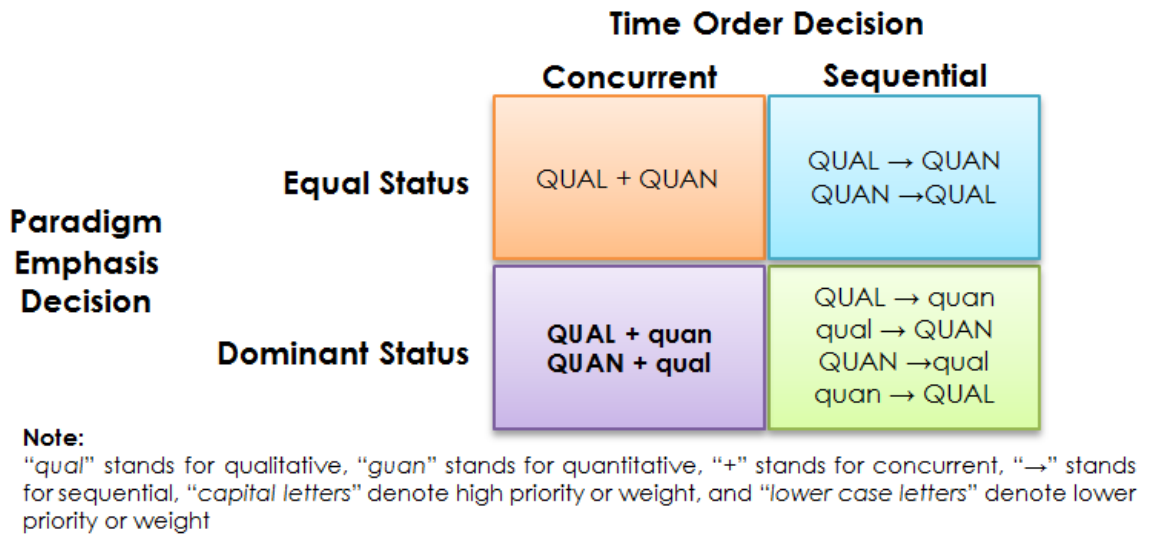 Time Order Decision
Concurrent
Sequential
Equal Status
QUAL + QUAN
QUAL → QUAN
QUAN →QUAL
Paradigm
Emphasis
Decision
Dominant Status
QUAL + quan
QUAN + qual
QUAL → quan
qual → QUAN
QUAN →qual
quan → QUAL
Note:
“qual” stands for qualitative, “guan” stands for quantitative, “+” stands for concurrent, “→” stands
for sequential, “capital letters” denote high priority or weight, and “lower case letters” denote lower
priority or weight